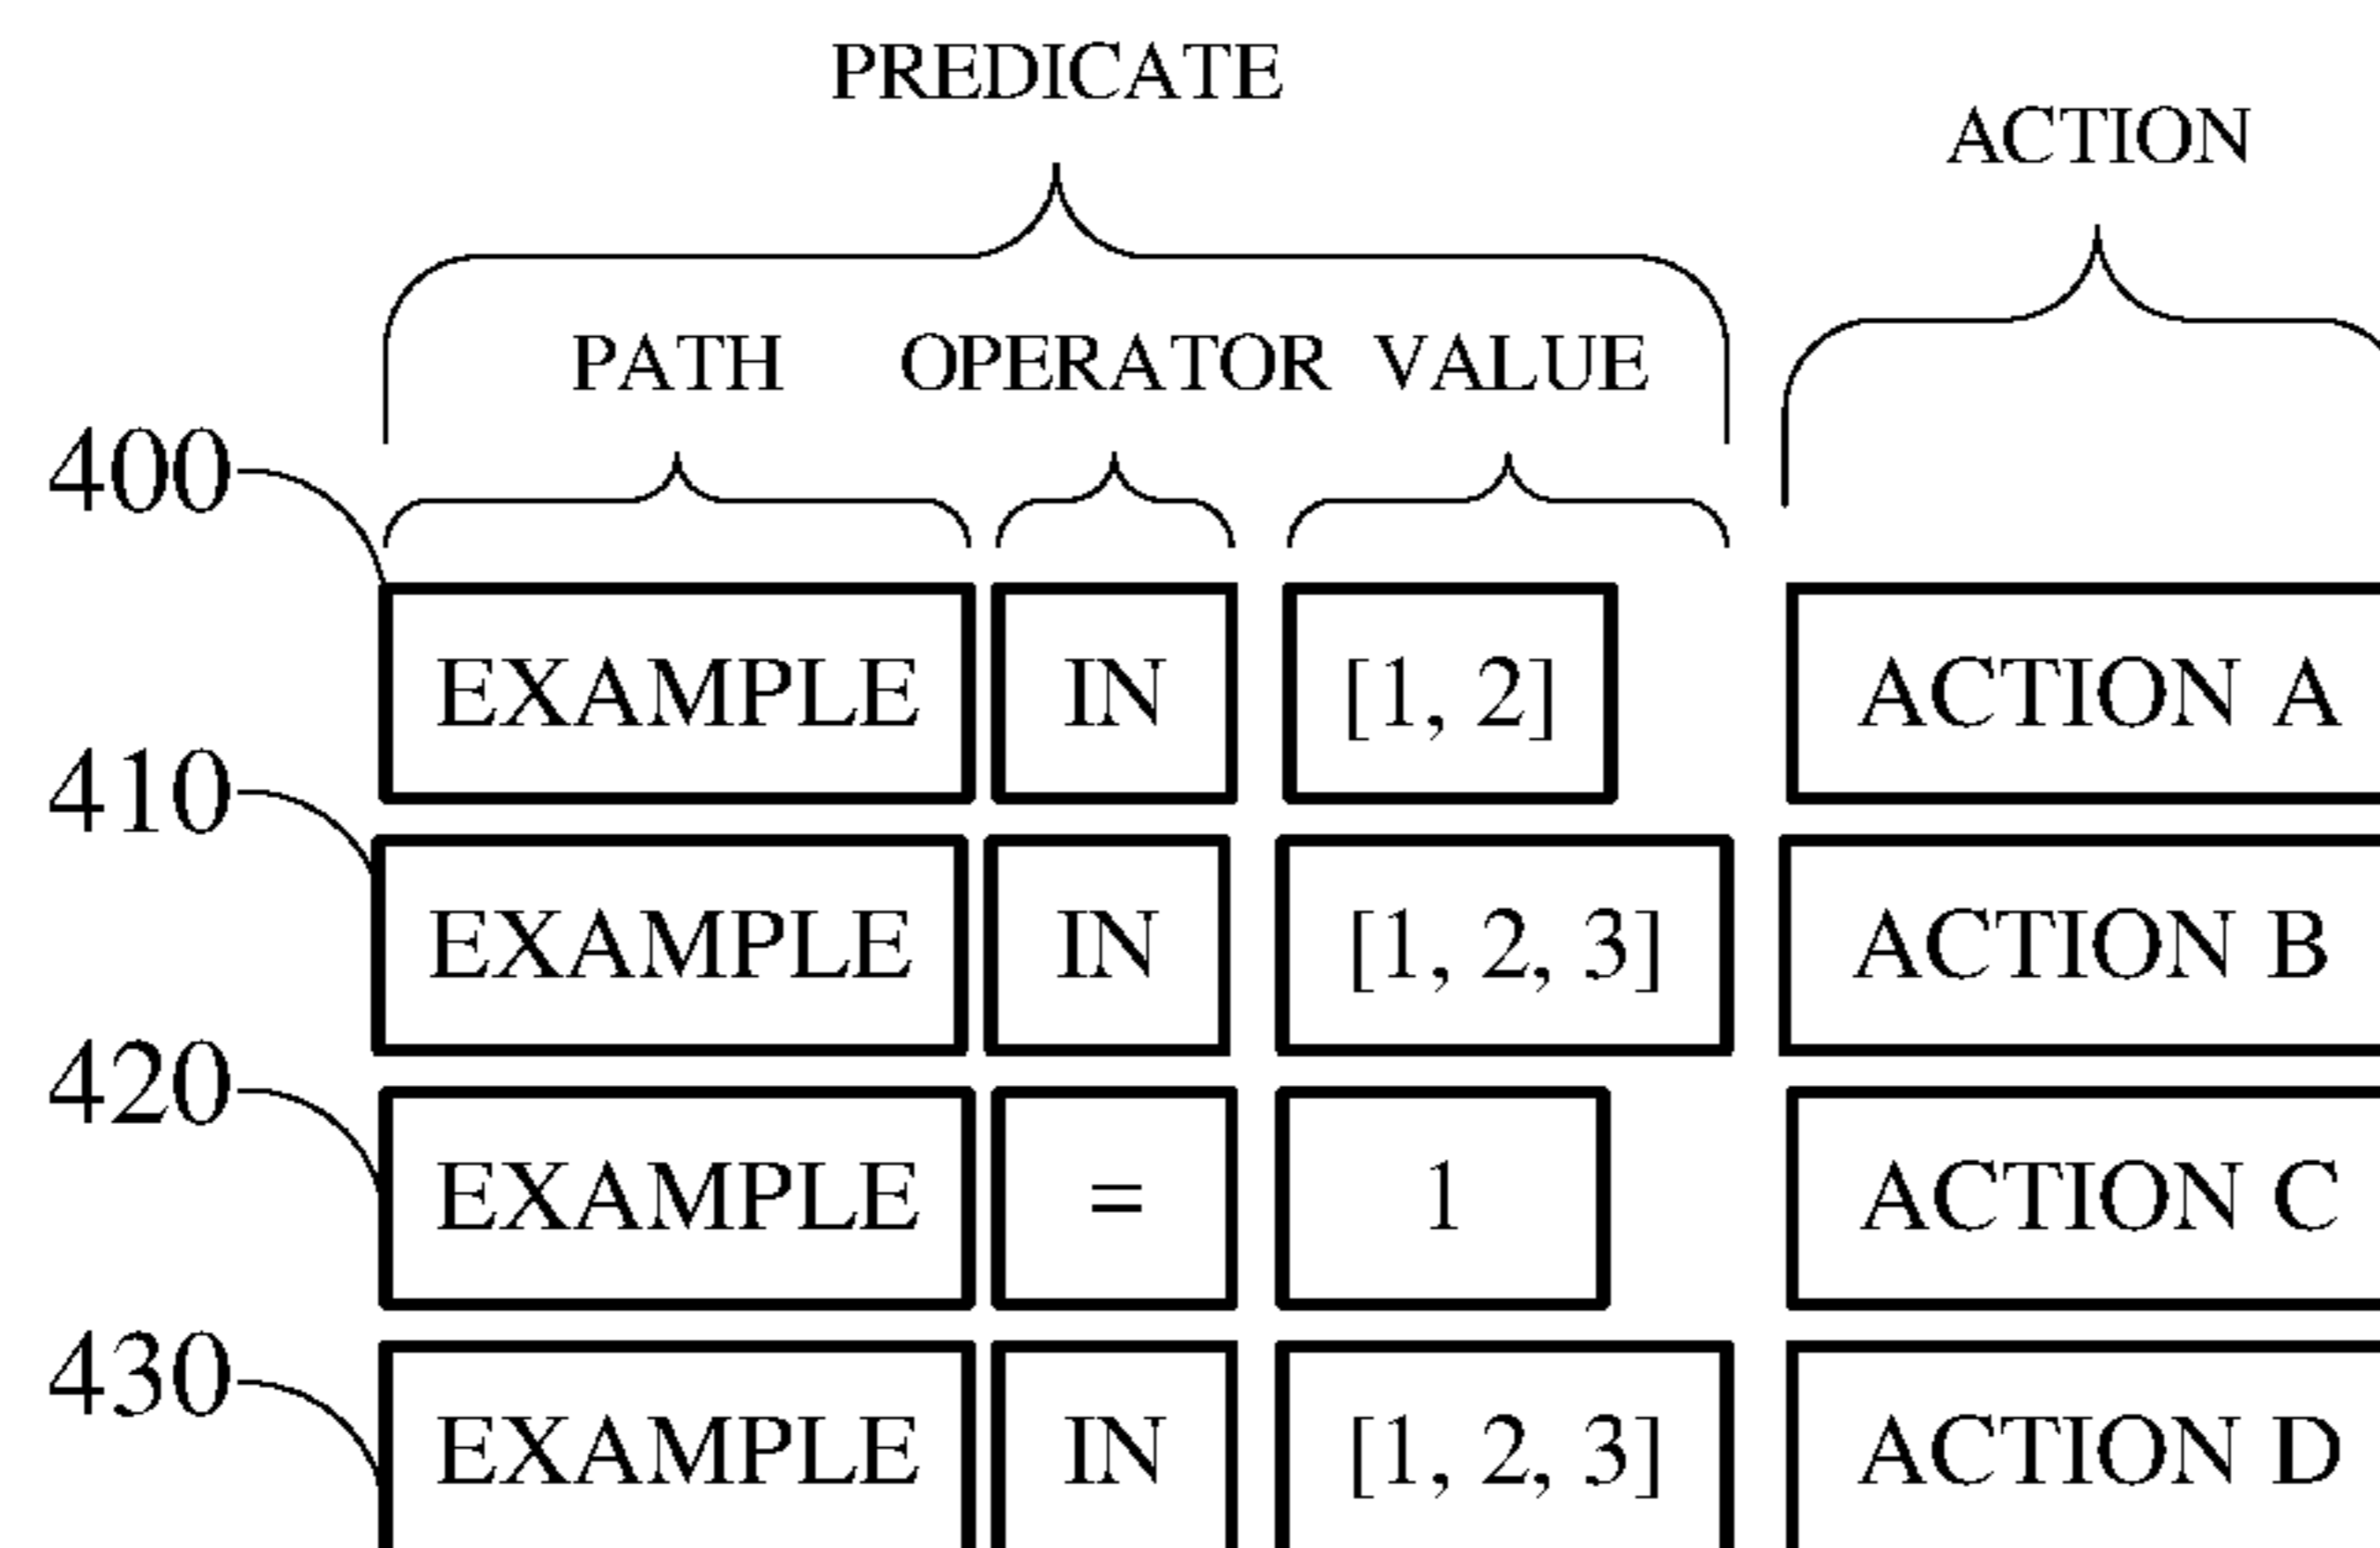 PREDICATE
ACTION
PATH OPERATOR VALUE
400
EXAMPLE IN [1, 2] ACTION A
410
EXAMPLE IN [1, 2, 3] ACTION B
420
EXAMPLE = 1 ACTION C
430
EXAMPLE IN [1, 2, 3] ACTION D